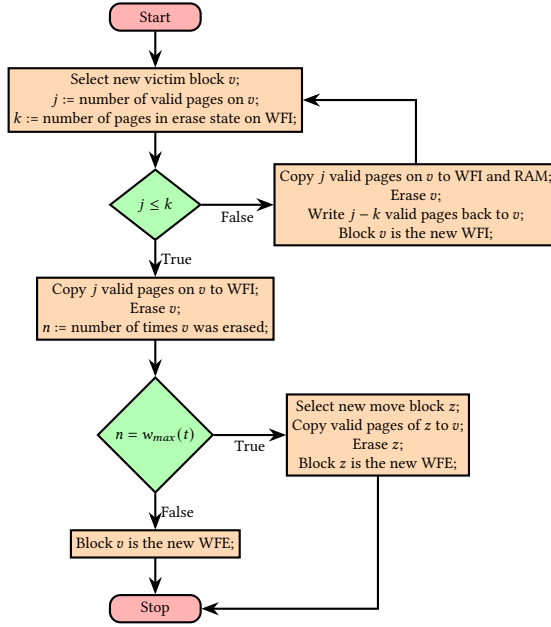 Start
Select new victim block v;
j := number of valid pages on v;
k := number of pages in erase state on WFI;
j ≤ k
False
Copy j valid pages on v to WFI and RAM;
Erase v;
Write j − k valid pages back to v;
Block v is the new WFI;
True
Copy j valid pages on v to WFI;
Erase v;
n := number of times v was erased;
n = w_max(t)
True
Select new move block z;
Copy valid pages of z to v;
Erase z;
Block z is the new WFE;
False
Block v is the new WFE;
Stop